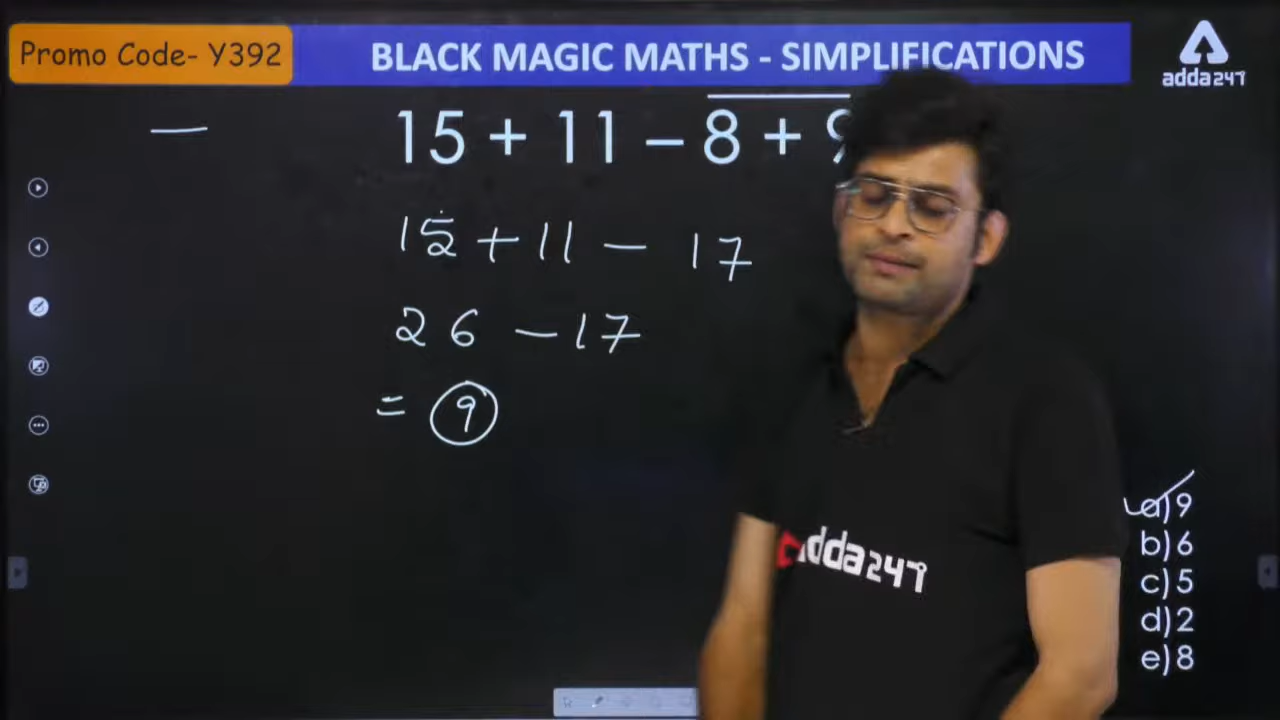 Promo Code- Y392
BLACK MAGIC MATHS - SIMPLIFICATIONS
adda247
15 + 11 – 8 + 9
15 + 11 – 17
26 – 17
= 9
adda247
a) 9
b) 6
c) 5
d) 2
e) 8